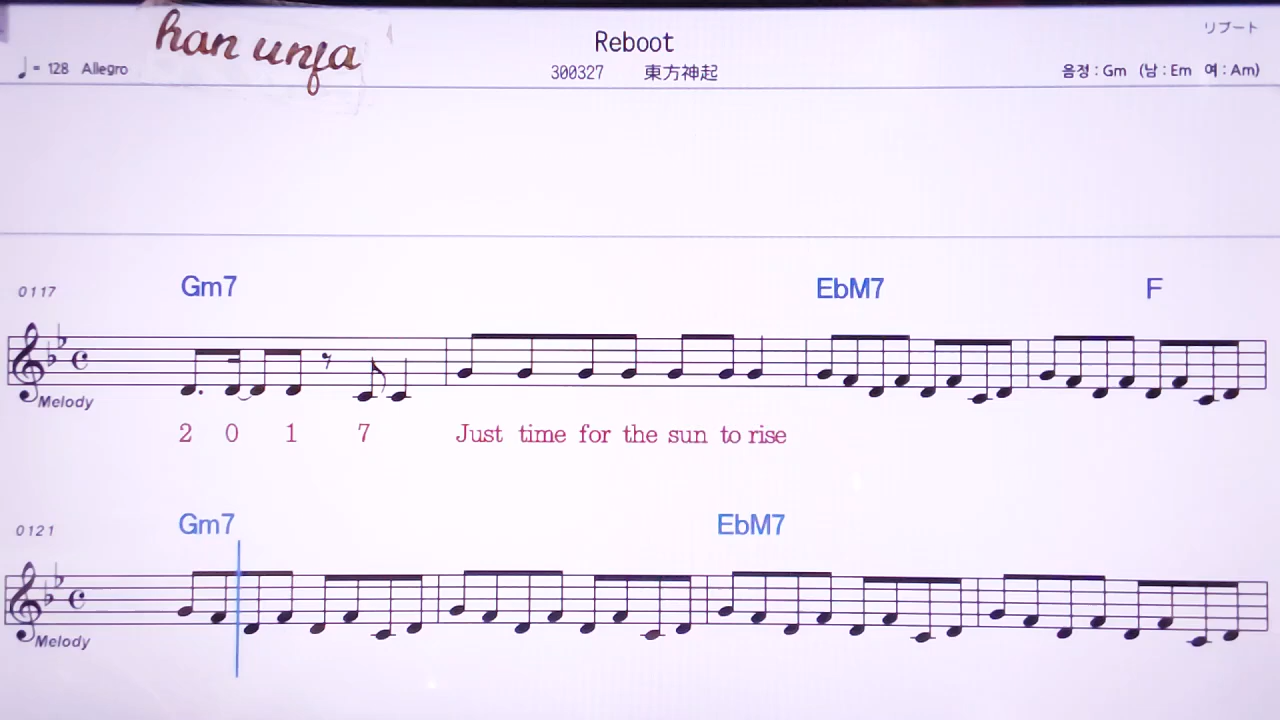 han unfa
Reboot
リブート
♩= 128 Allegro
300327 東方神起
음정 : Gm (남 : Em 여 : Am)
0117
Gm7 EbM7 F
Melody
2 0 1 7 Just time for the sun to rise
0121
Gm7 EbM7
Melody